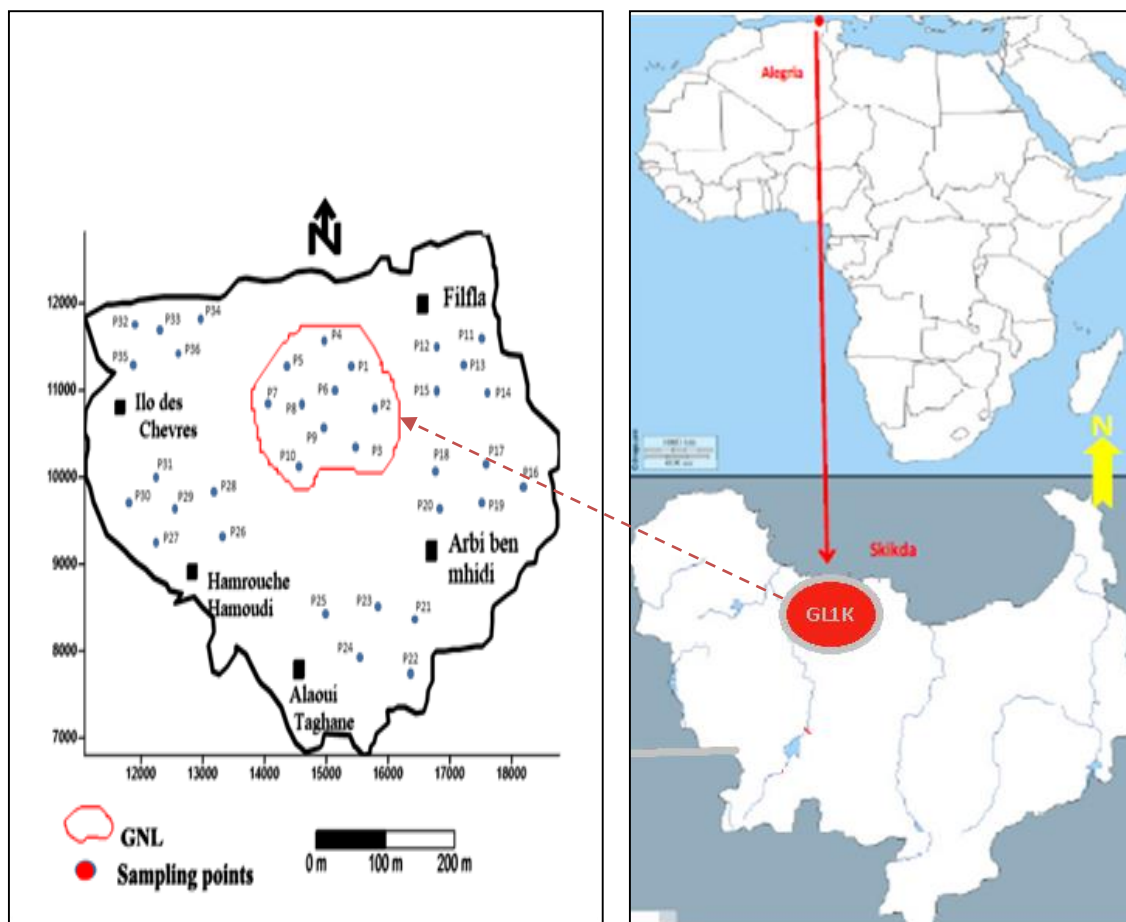 N
12000
11000
10000
9000
8000
7000
12000
13000
14000
15000
16000
17000
18000
Filfla
P32
P33
P34
P35
P36
P4
P5
P1
P6
P7
P8
P2
P9
P3
P10
P11
P12
P13
P15
P14
Ilo des
Chevres
P31
P30
P29
P28
P27
P26
P18
P17
P16
P20
P19
Arbi ben
mhidi
Hamrouche
Hamoudi
P25
P23
P21
P24
P22
Alaoui
Taghane
GNL
Sampling points
0 m
100 m
200 m
Alegria
N
Skikda
GL1K